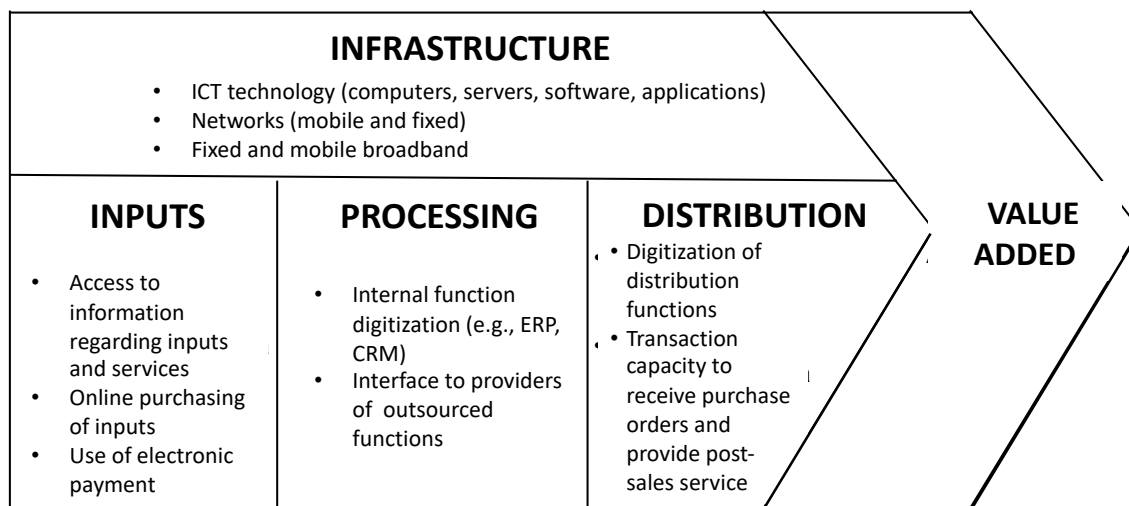 INFRASTRUCTURE
• ICT technology (computers, servers, software, applications)
• Networks (mobile and fixed)
• Fixed and mobile broadband
INPUTS
• Access to
information
regarding inputs
and services
• Online purchasing
of inputs
• Use of electronic
payment
PROCESSING
• Internal function
digitization (e.g., ERP,
CRM)
• Interface to providers
of outsourced
functions
DISTRIBUTION
• Digitization of
distribution
functions
• Transaction
capacity to
receive purchase
orders and
provide post-
sales service
VALUE
ADDED